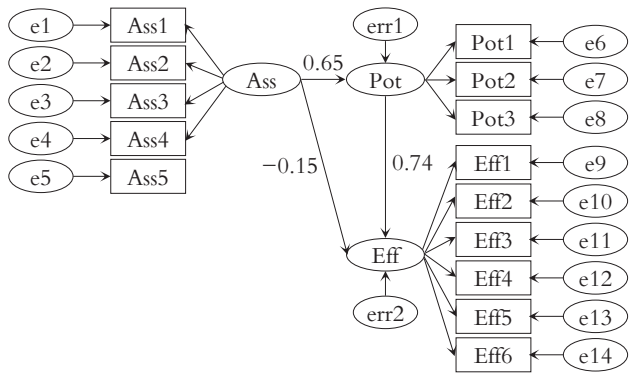 e1 Ass1
e2 Ass2
e3 Ass3
e4 Ass4
e5 Ass5
Ass
0.65
−0.15
err1
Pot
0.74
Eff
err2
Pot1 e6
Pot2 e7
Pot3 e8
Eff1 e9
Eff2 e10
Eff3 e11
Eff4 e12
Eff5 e13
Eff6 e14